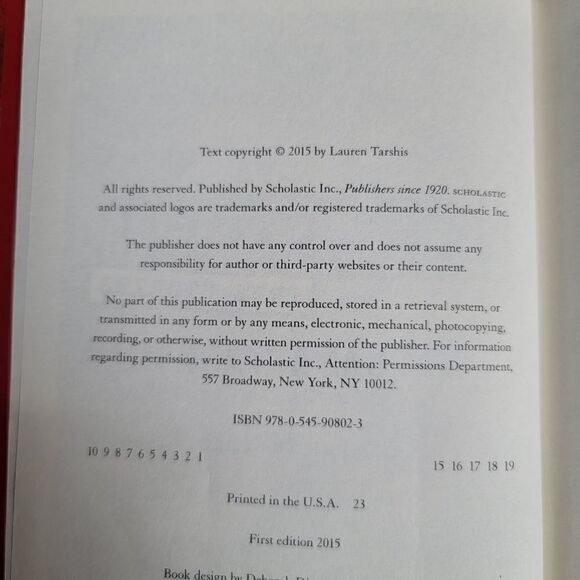 Text copyright © 2015 by Lauren Tarshis
All rights reserved. Published by Scholastic Inc., Publishers since 1920. SCHOLASTIC
and associated logos are trademarks and/or registered trademarks of Scholastic Inc.
The publisher does not have any control over and does not assume any
responsibility for author or third-party websites or their content.
No part of this publication may be reproduced, stored in a retrieval system, or
transmitted in any form or by any means, electronic, mechanical, photocopying,
recording, or otherwise, without written permission of the publisher. For information
regarding permission, write to Scholastic Inc., Attention: Permissions Department,
557 Broadway, New York, NY 10012.
ISBN 978-0-545-90802-3
10 9 8 7 6 5 4 3 2 1
15 16 17 18 19
Printed in the U.S.A. 23
First edition 2015
Book design by Deborah